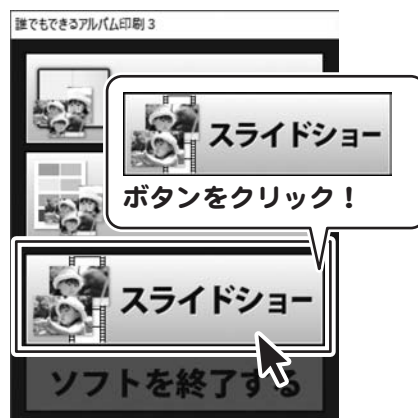 誰でもできるアルバム印刷3
スライドショー
ボタンをクリック！
スライドショー
ソフトを終了する